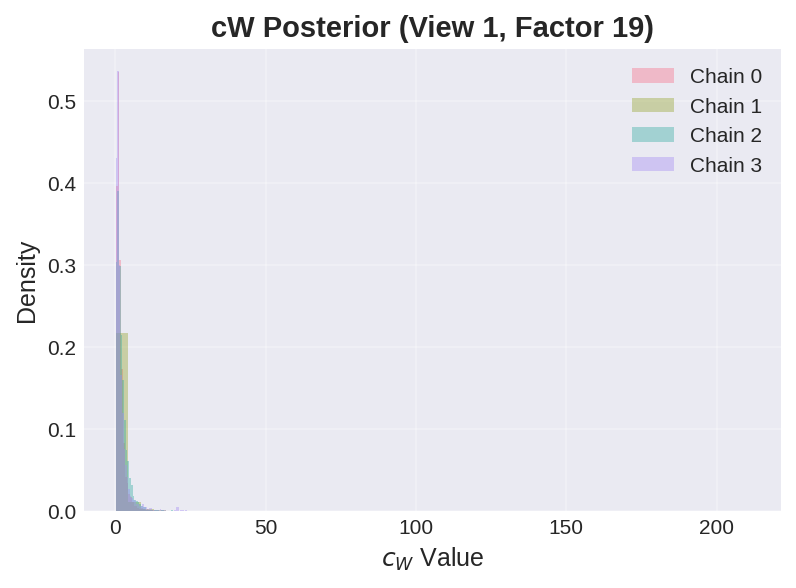 cW Posterior (View 1, Factor 19)
Chain 0
Chain 1
Chain 2
Chain 3
0.5
0.4
0.3
0.2
0.1
0.0
Density
0 50 100 150 200
c_W Value